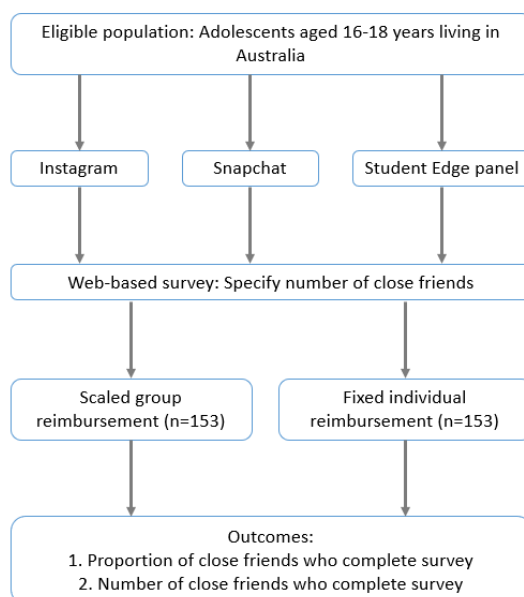 Eligible population: Adolescents aged 16-18 years living in
Australia
Instagram
Snapchat
Student Edge panel
Web-based survey: Specify number of close friends
Scaled group
reimbursement (n=153)
Fixed individual
reimbursement (n=153)
Outcomes:
1. Proportion of close friends who complete survey
2. Number of close friends who complete survey